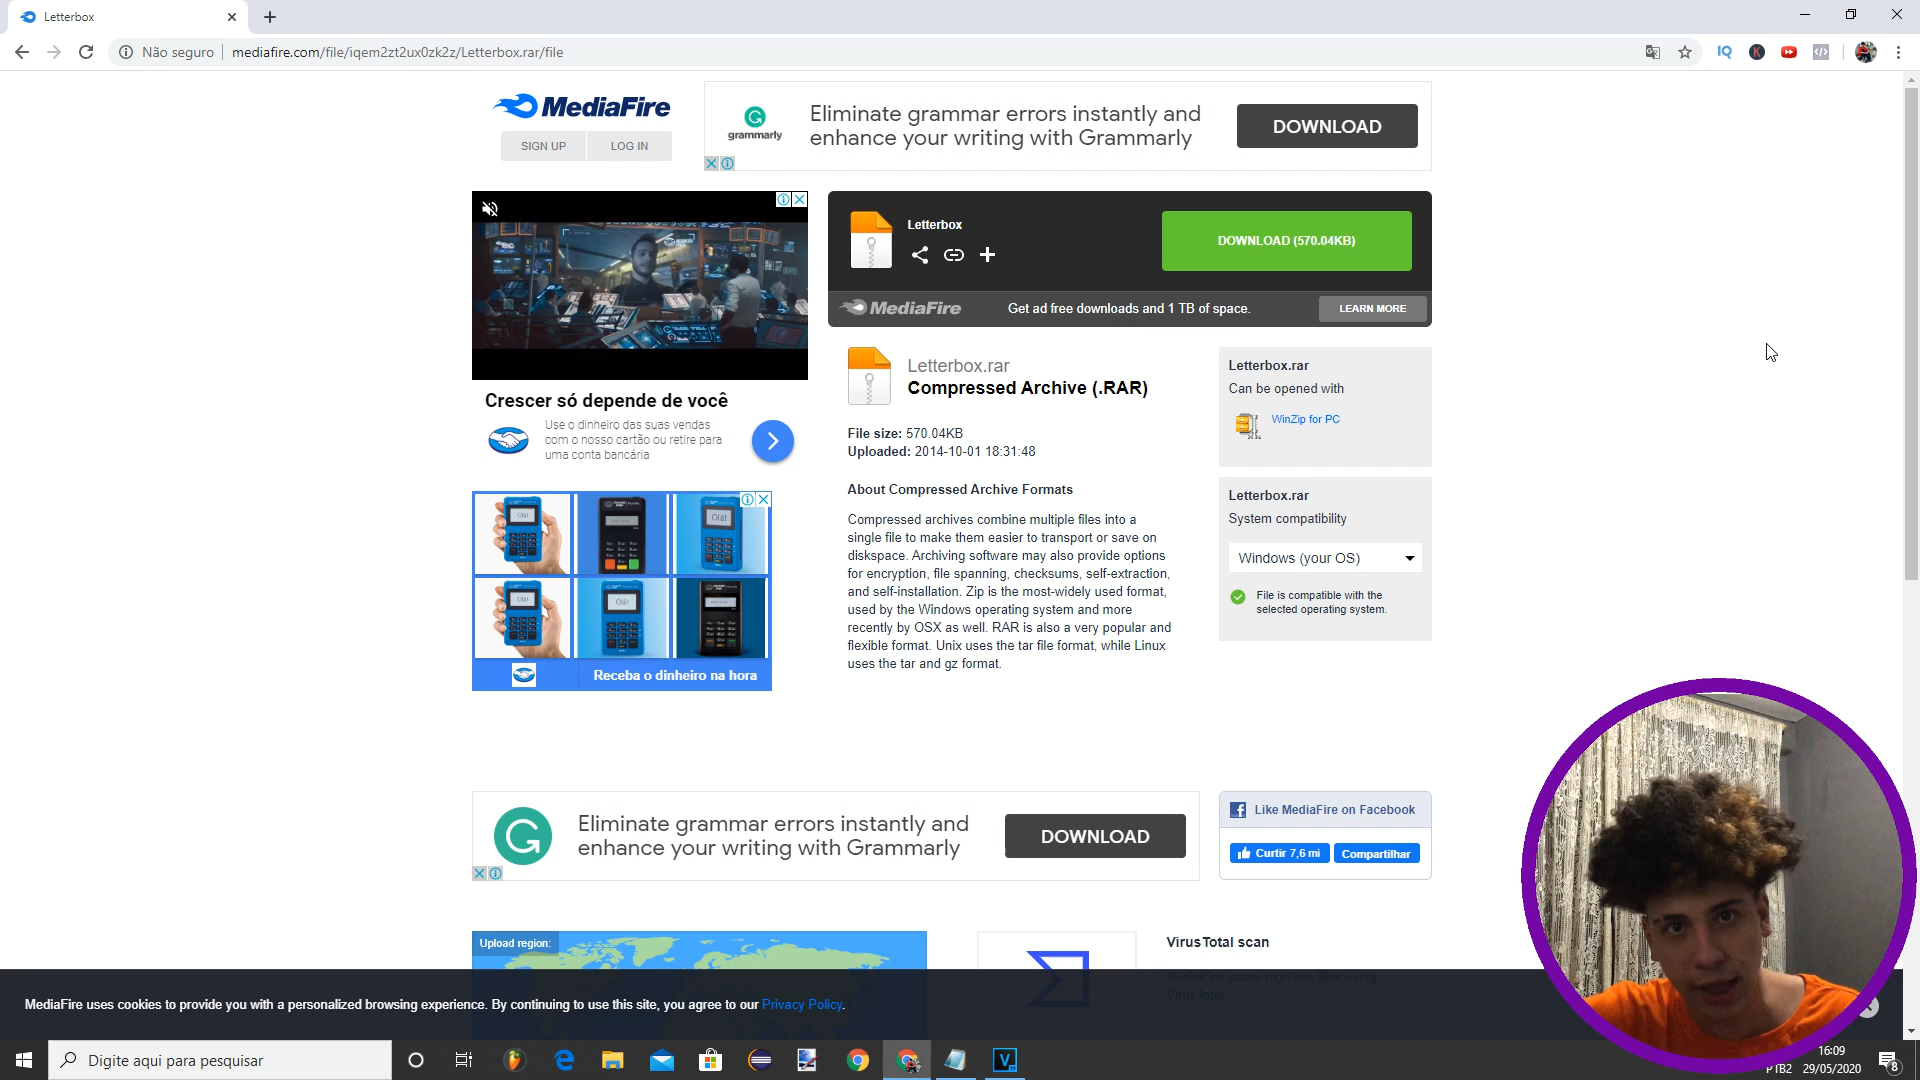 Letterbox
Não seguro
mediafire.com/file/iqem2zt2ux0zk2z/Letterbox.rar/file
IQ
K
MediaFire
SIGN UP
LOG IN
grammarly
Eliminate grammar errors instantly and
enhance your writing with Grammarly
DOWNLOAD
Letterbox
DOWNLOAD (570.04KB)
MediaFire
Get ad free downloads and 1 TB of space.
LEARN MORE
Crescer só depende de você
Use o dinheiro das suas vendas
com o nosso cartão ou retire para
uma conta bancária
Olá!
Olá!
Olá!
Olá!
Receba o dinheiro na hora
Letterbox.rar
Compressed Archive (.RAR)
File size: 570.04KB
Uploaded: 2014-10-01 18:31:48
About Compressed Archive Formats
Compressed archives combine multiple files into a
single file to make them easier to transport or save on
diskspace. Archiving software may also provide options
for encryption, file spanning, checksums, self-extraction,
and self-installation. Zip is the most-widely used format,
used by the Windows operating system and more
recently by OSX as well. RAR is also a very popular and
flexible format. Unix uses the tar file format, while Linux
uses the tar and gz format.
Letterbox.rar
Can be opened with
WinZip for PC
Letterbox.rar
System compatibility
Windows (your OS)
File is compatible with the
selected operating system.
Eliminate grammar errors instantly and
enhance your writing with Grammarly
DOWNLOAD
Like MediaFire on Facebook
Curtir 7,6 mi
Compartilhar
Upload region:
VirusTotal scan
VirusTotal.
MediaFire uses cookies to provide you with a personalized browsing experience. By continuing to use this site, you agree to our Privacy Policy.
Digite aqui para pesquisar
16:09
PTB2
29/05/2020
8